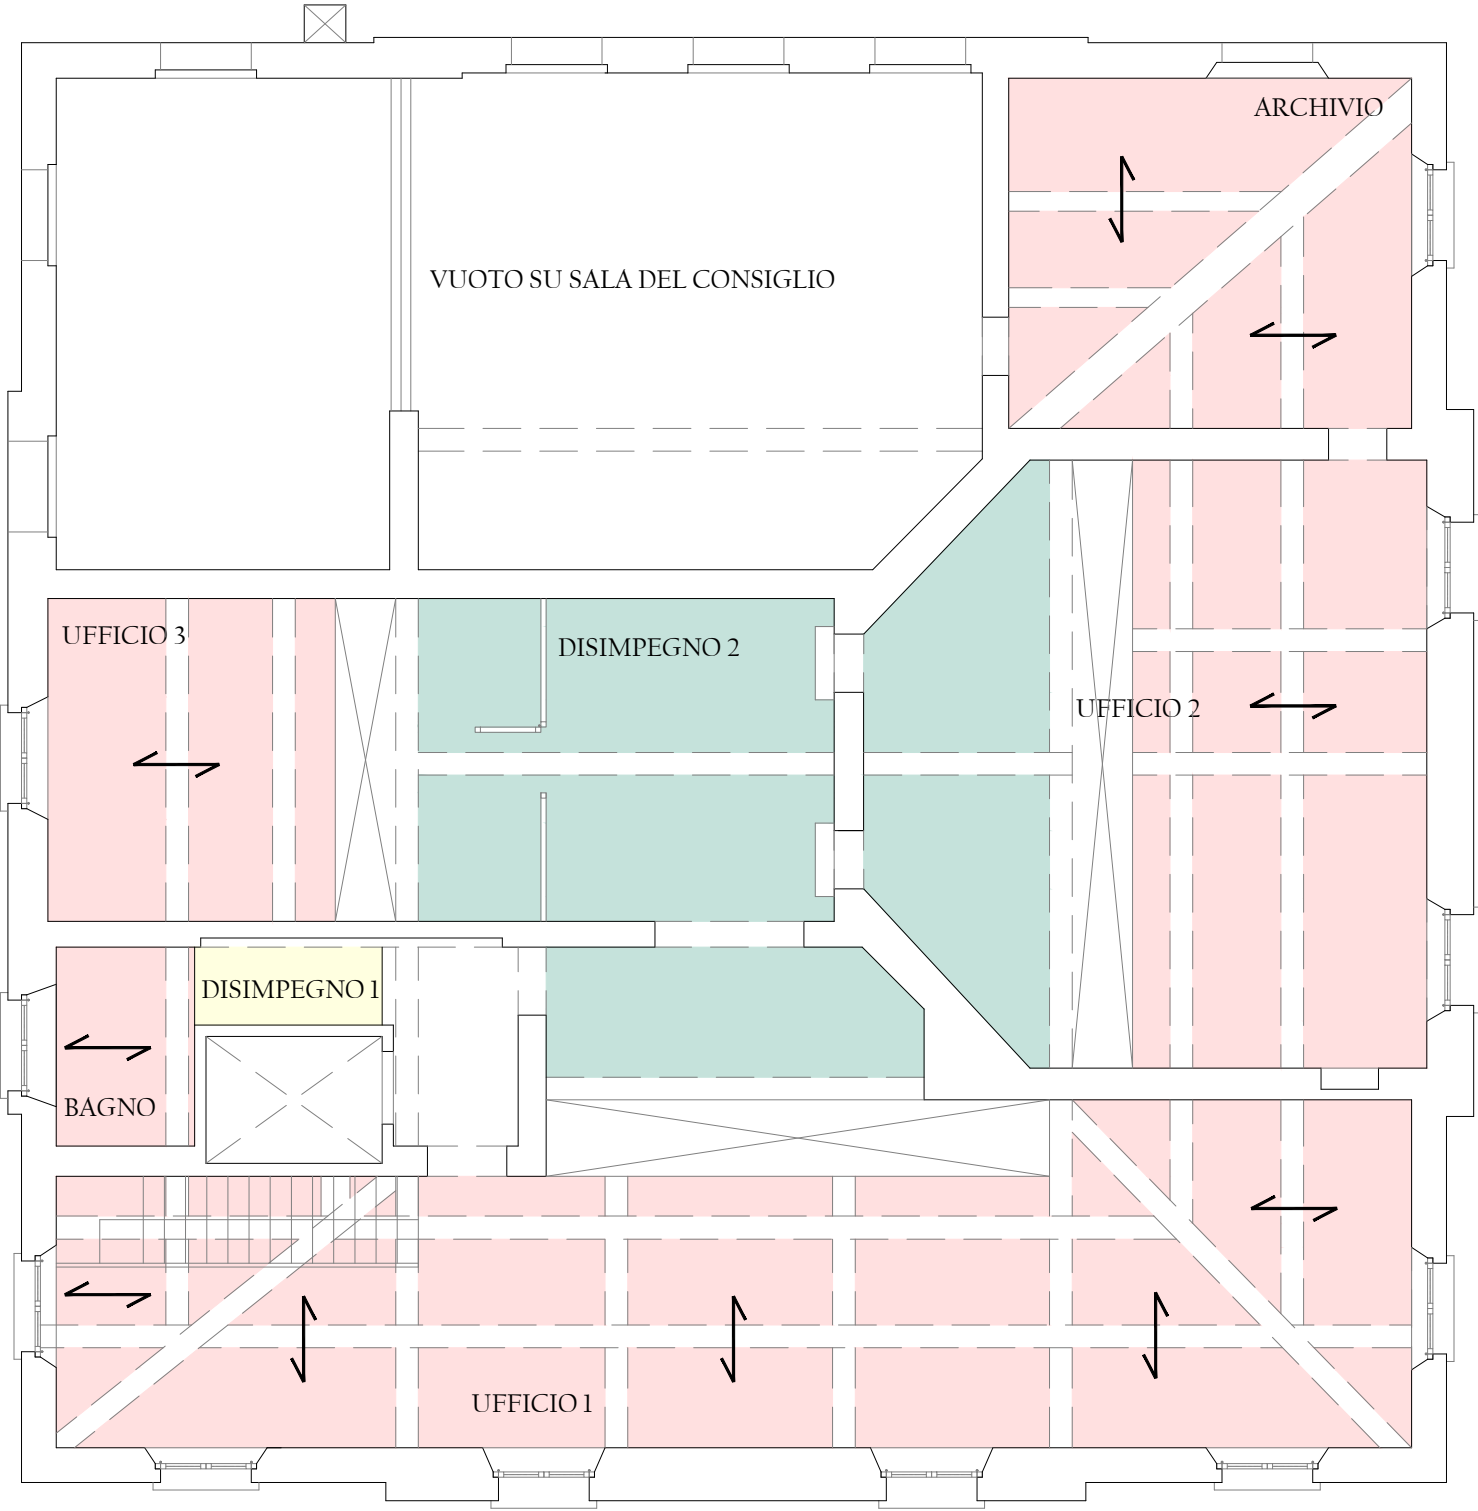 ARCHIVIO
VUOTO SU SALA DEL CONSIGLIO
UFFICIO 3
DISIMPEGNO 2
UFFICIO 2
DISIMPEGNO 1
BAGNO
UFFICIO 1